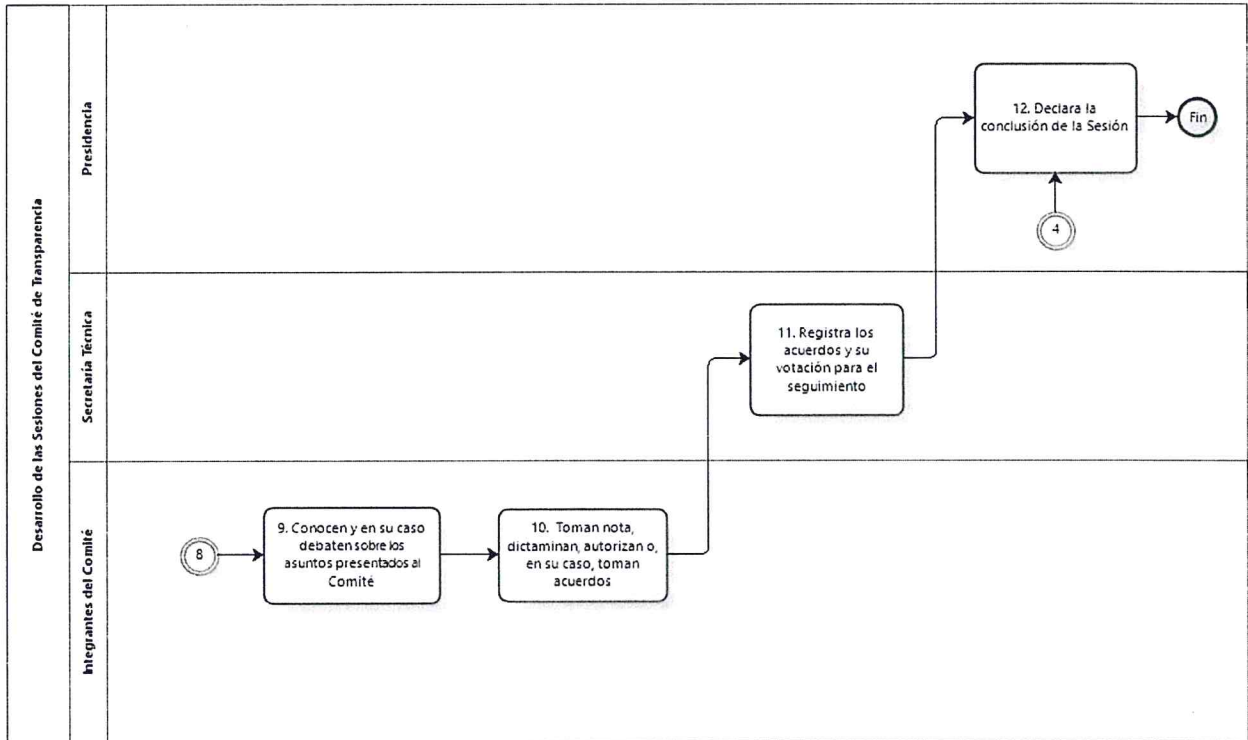 Desarrollo de las Sesiones del Comité de Transparencia
Presidencia
12. Declara la
conclusión de la Sesión
Fin
4
Secretaría Técnica
11. Registra los
acuerdos y su
votación para el
seguimiento
Integrantes del Comité
8
9. Conocen y en su caso
debaten sobre los
asuntos presentados al
Comité
10. Toman nota,
dictaminan, autorizan o,
en su caso, toman
acuerdos